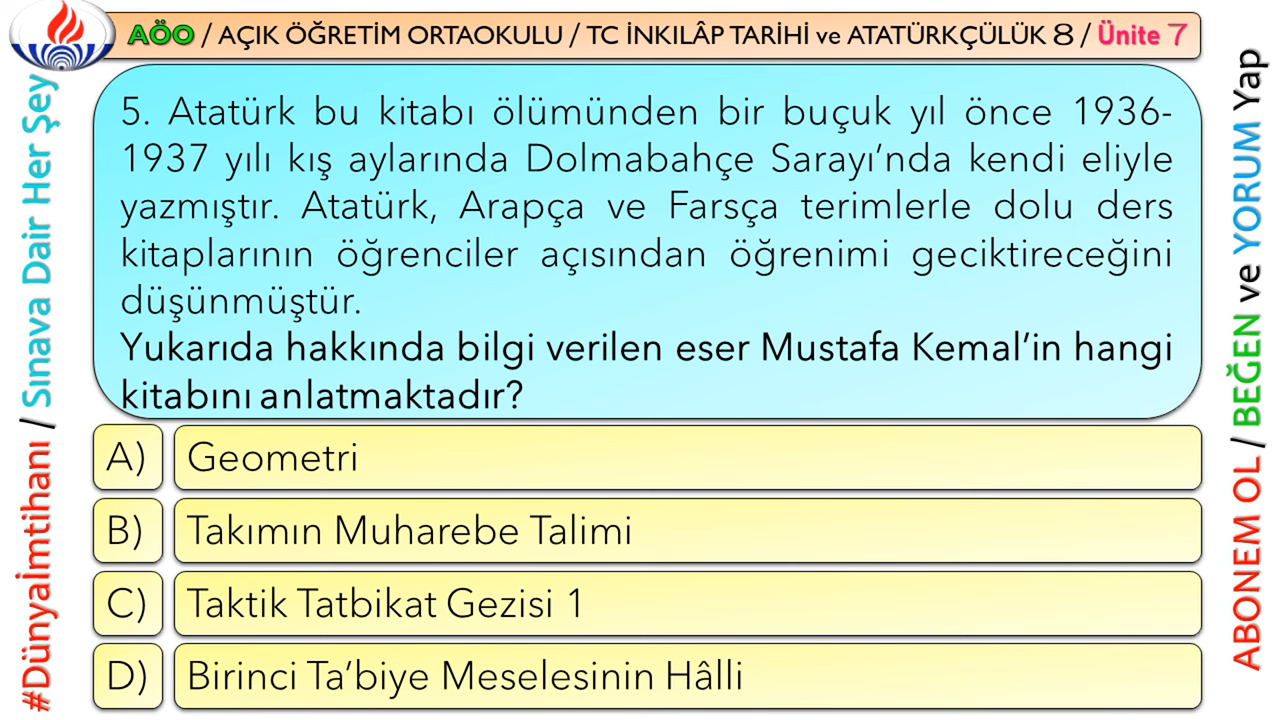 AÖO / AÇIK ÖĞRETİM ORTAOKULU / TC İNKILÂP TARİHİ ve ATATÜRKÇÜLÜK 8 / Ünite 7
#Dünyaimtihanı / Sınava Dair Her Şey
5. Atatürk bu kitabı ölümünden bir buçuk yıl önce 1936-
1937 yılı kış aylarında Dolmabahçe Sarayı’nda kendi eliyle
yazmıştır. Atatürk, Arapça ve Farsça terimlerle dolu ders
kitaplarının öğrenciler açısından öğrenimi geciktireceğini
düşünmüştür.
Yukarıda hakkında bilgi verilen eser Mustafa Kemal’in hangi
kitabını anlatmaktadır?
A) Geometri
B) Takımın Muharebe Talimi
C) Taktik Tatbikat Gezisi 1
D) Birinci Ta’biye Meselesinin Hâlli
ABONEM OL / BEĞEN ve YORUM Yap